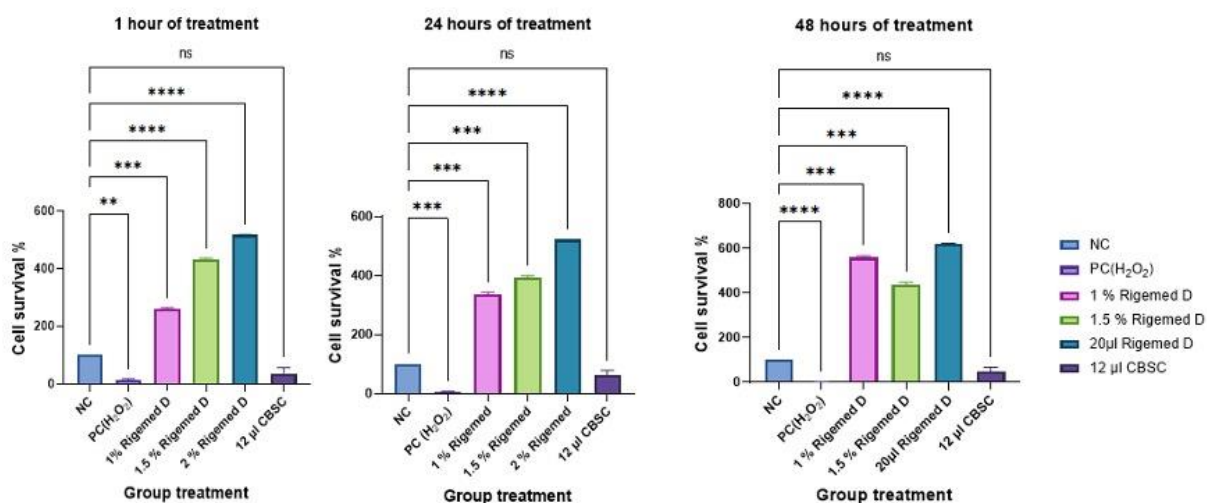 1 hour of treatment
ns
****
****
***
**
Cell survival %
600
400
200
0
NC
PC(H₂O₂)
1 % Rigemed D
1.5 % Rigemed D
2 % Rigemed D
12 µl CBSC
Group treatment
24 hours of treatment
ns
****
***
***
***
Cell survival %
600
400
200
0
NC
PC (H₂O₂)
1 % Rigemed
1.5 % Rigemed
2 % Rigemed
12 µl CBSC
Group treatment
48 hours of treatment
ns
****
***
***
****
Cell survival %
800
600
400
200
0
NC
PC(H₂O₂)
1 % Rigemed D
1.5 % Rigemed D
20µl Rigemed D
12 µl CBSC
Group treatment
NC
PC(H₂O₂)
1 % Rigemed D
1.5 % Rigemed D
20µl Rigemed D
12 µl CBSC